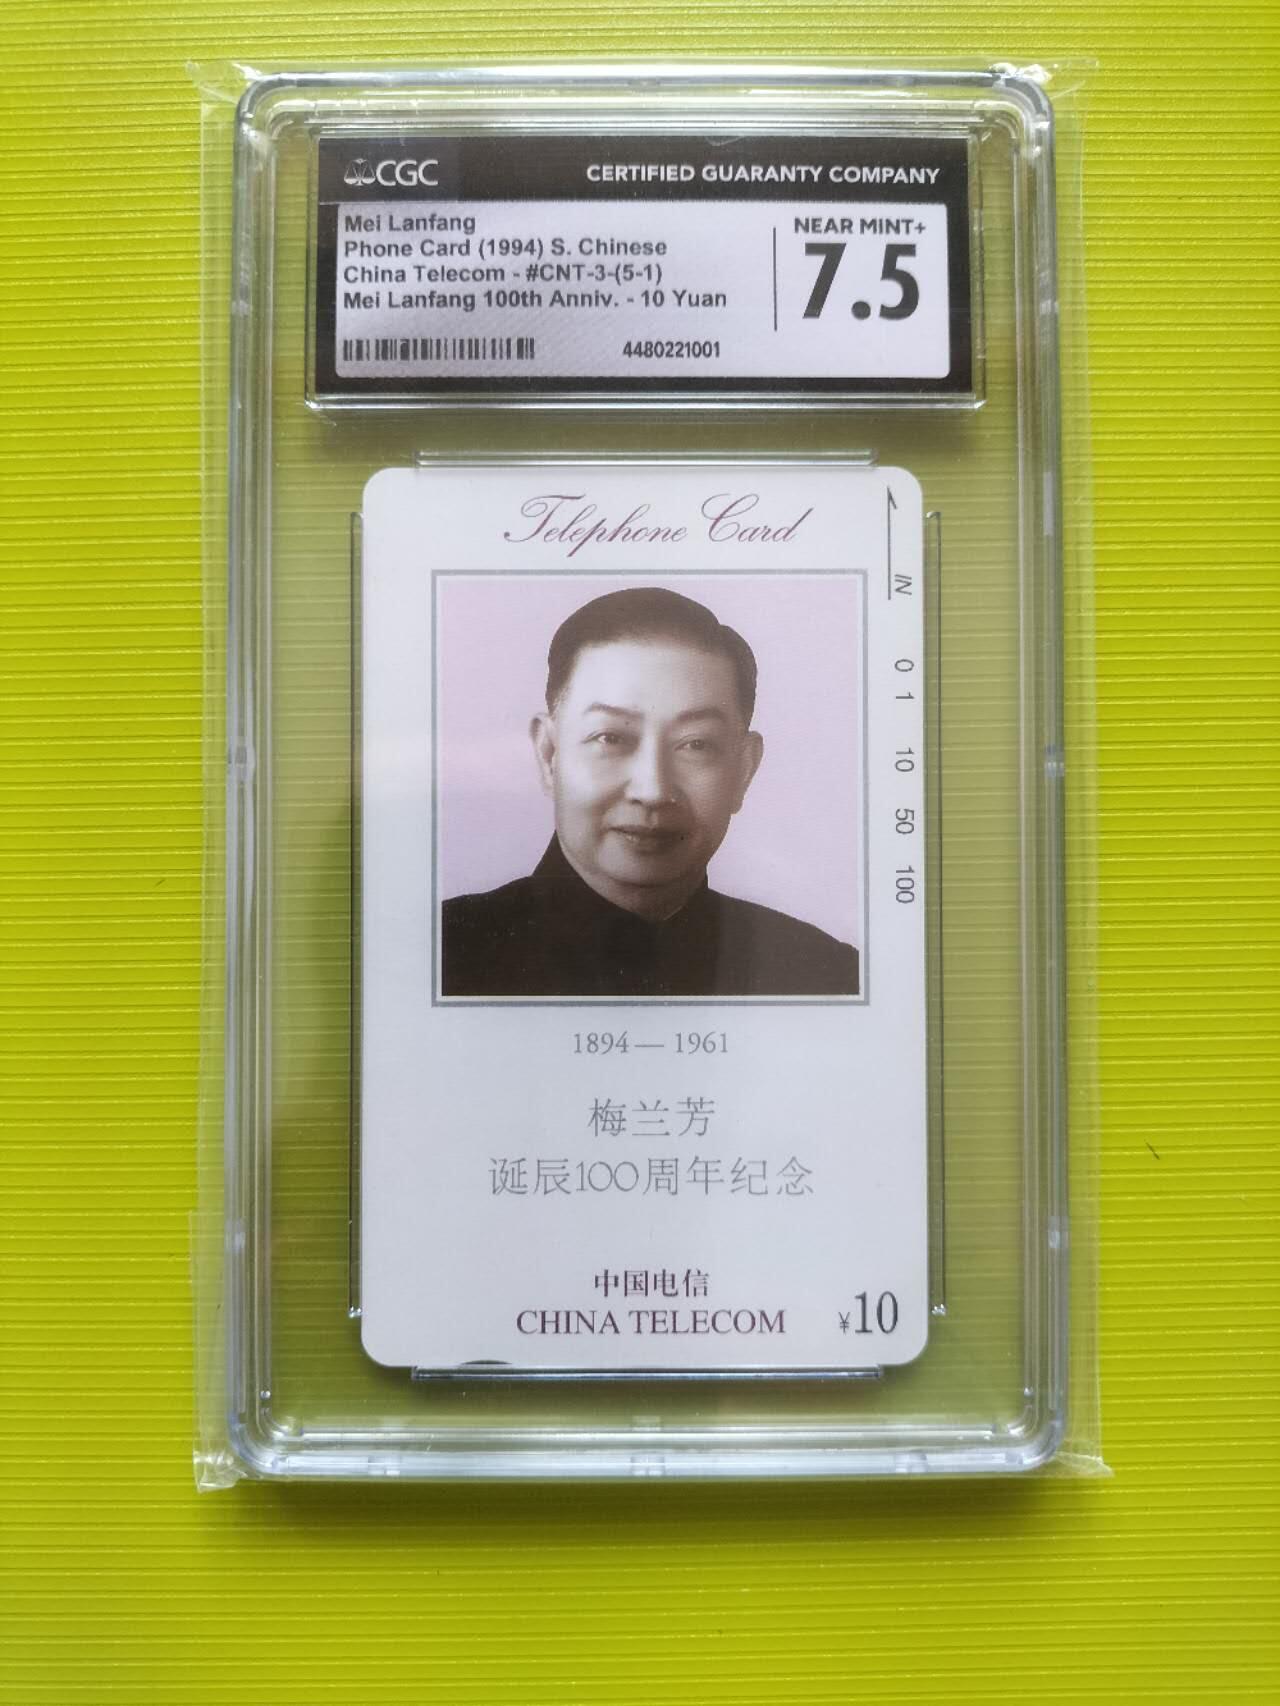 CGC
CERTIFIED GUARANTY COMPANY
Mei Lanfang
Phone Card (1994) S. Chinese
China Telecom - #CNT-3-(5-1)
Mei Lanfang 100th Anniv. - 10 Yuan
4480221001
NEAR MINT+
7.5
Telephone Card
IN 0 1 10 50 100
1894— 1961
梅兰芳
诞辰100周年纪念
中国电信
CHINA TELECOM
¥10